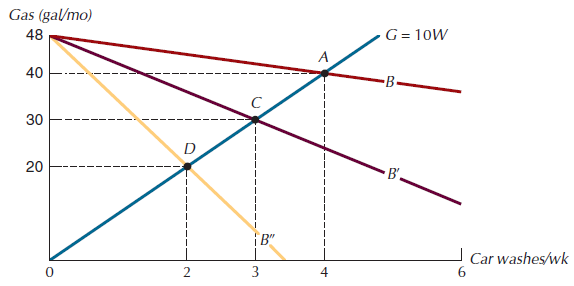 Gas (gal/mo)
48
G = 10W
A
40
B
C
30
D
20
B′
B″
Car washes/wk
0 2 3 4 6